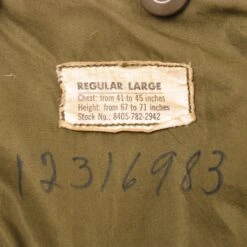 REGULAR LARGE
Chest: from 41 to 45 inches
Height: from 67 to 71 inches
Stock No.: 8405-782-2942
12316983